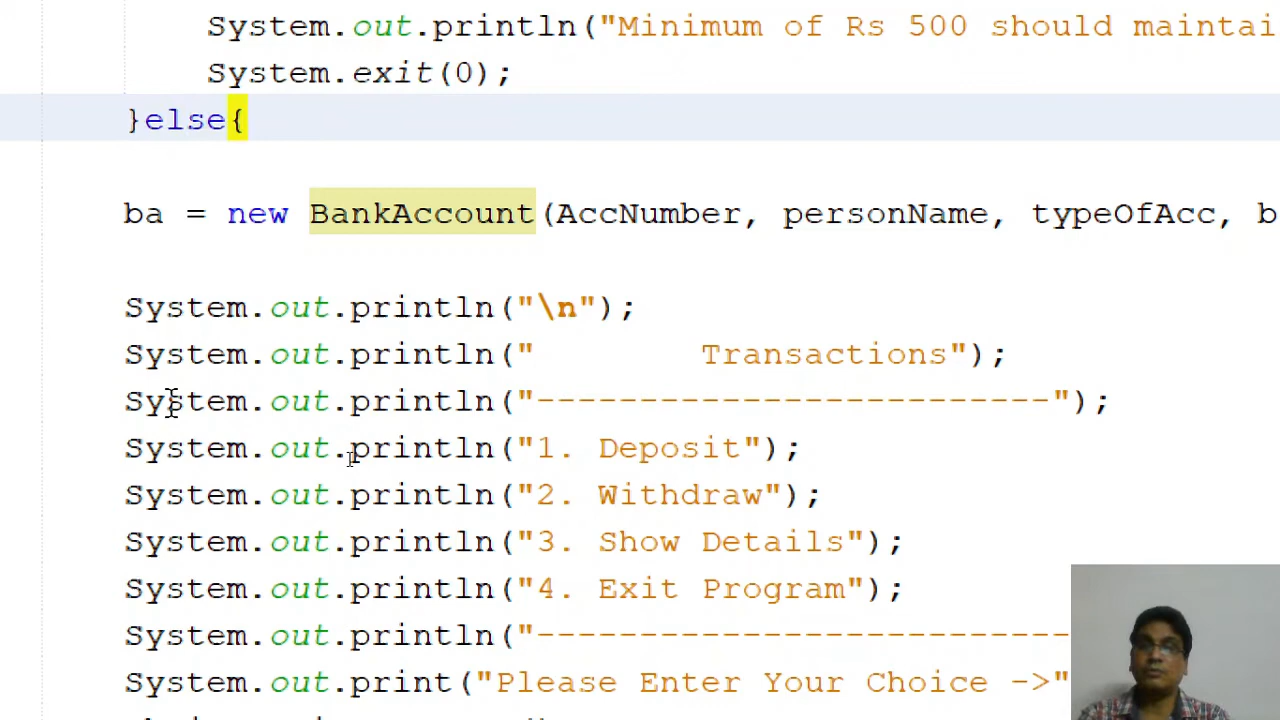 System.out.println("Minimum of Rs 500 should maintai
System.exit(0);
}else{
ba = new BankAccount(AccNumber, personName, typeOfAcc, b
System.out.println("\n");
System.out.println("        Transactions");
System.out.println("-------------------------");
System.out.println("1. Deposit");
System.out.println("2. Withdraw");
System.out.println("3. Show Details");
System.out.println("4. Exit Program");
System.out.println("--------------------------
System.out.print("Please Enter Your Choice ->"